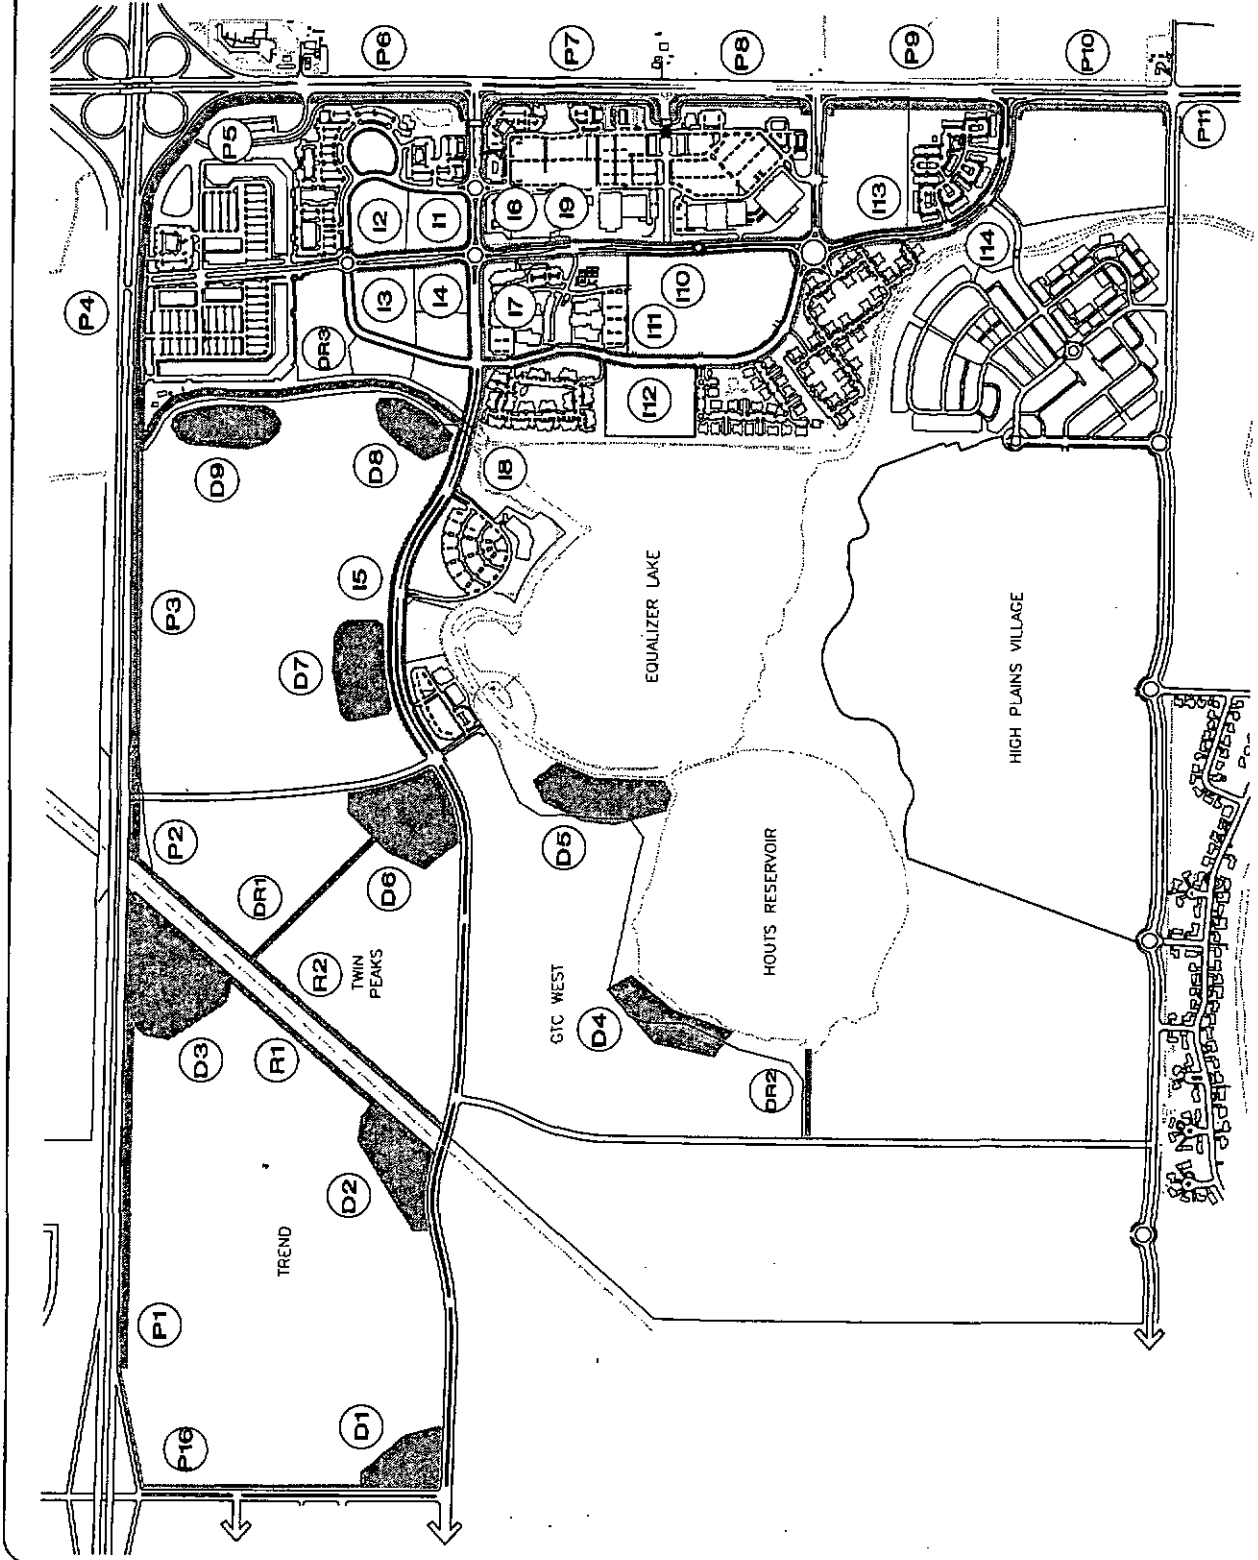 P4
P1
P2
P3
P16
D3
D9
P5
DR1
R1
TREND
D7
DR3
R2
D2
D1
I5
TWIN
PEAKS
D6
D8
I3
I2
P6
I4
I1
I8
I7
I6
GTC WEST
D5
D4
I9
P7
EQUALIZER LAKE
I12
I11
I10
P8
DR2
HOUTS RESERVOIR
I13
P9
I14
HIGH PLAINS VILLAGE
P10
P11